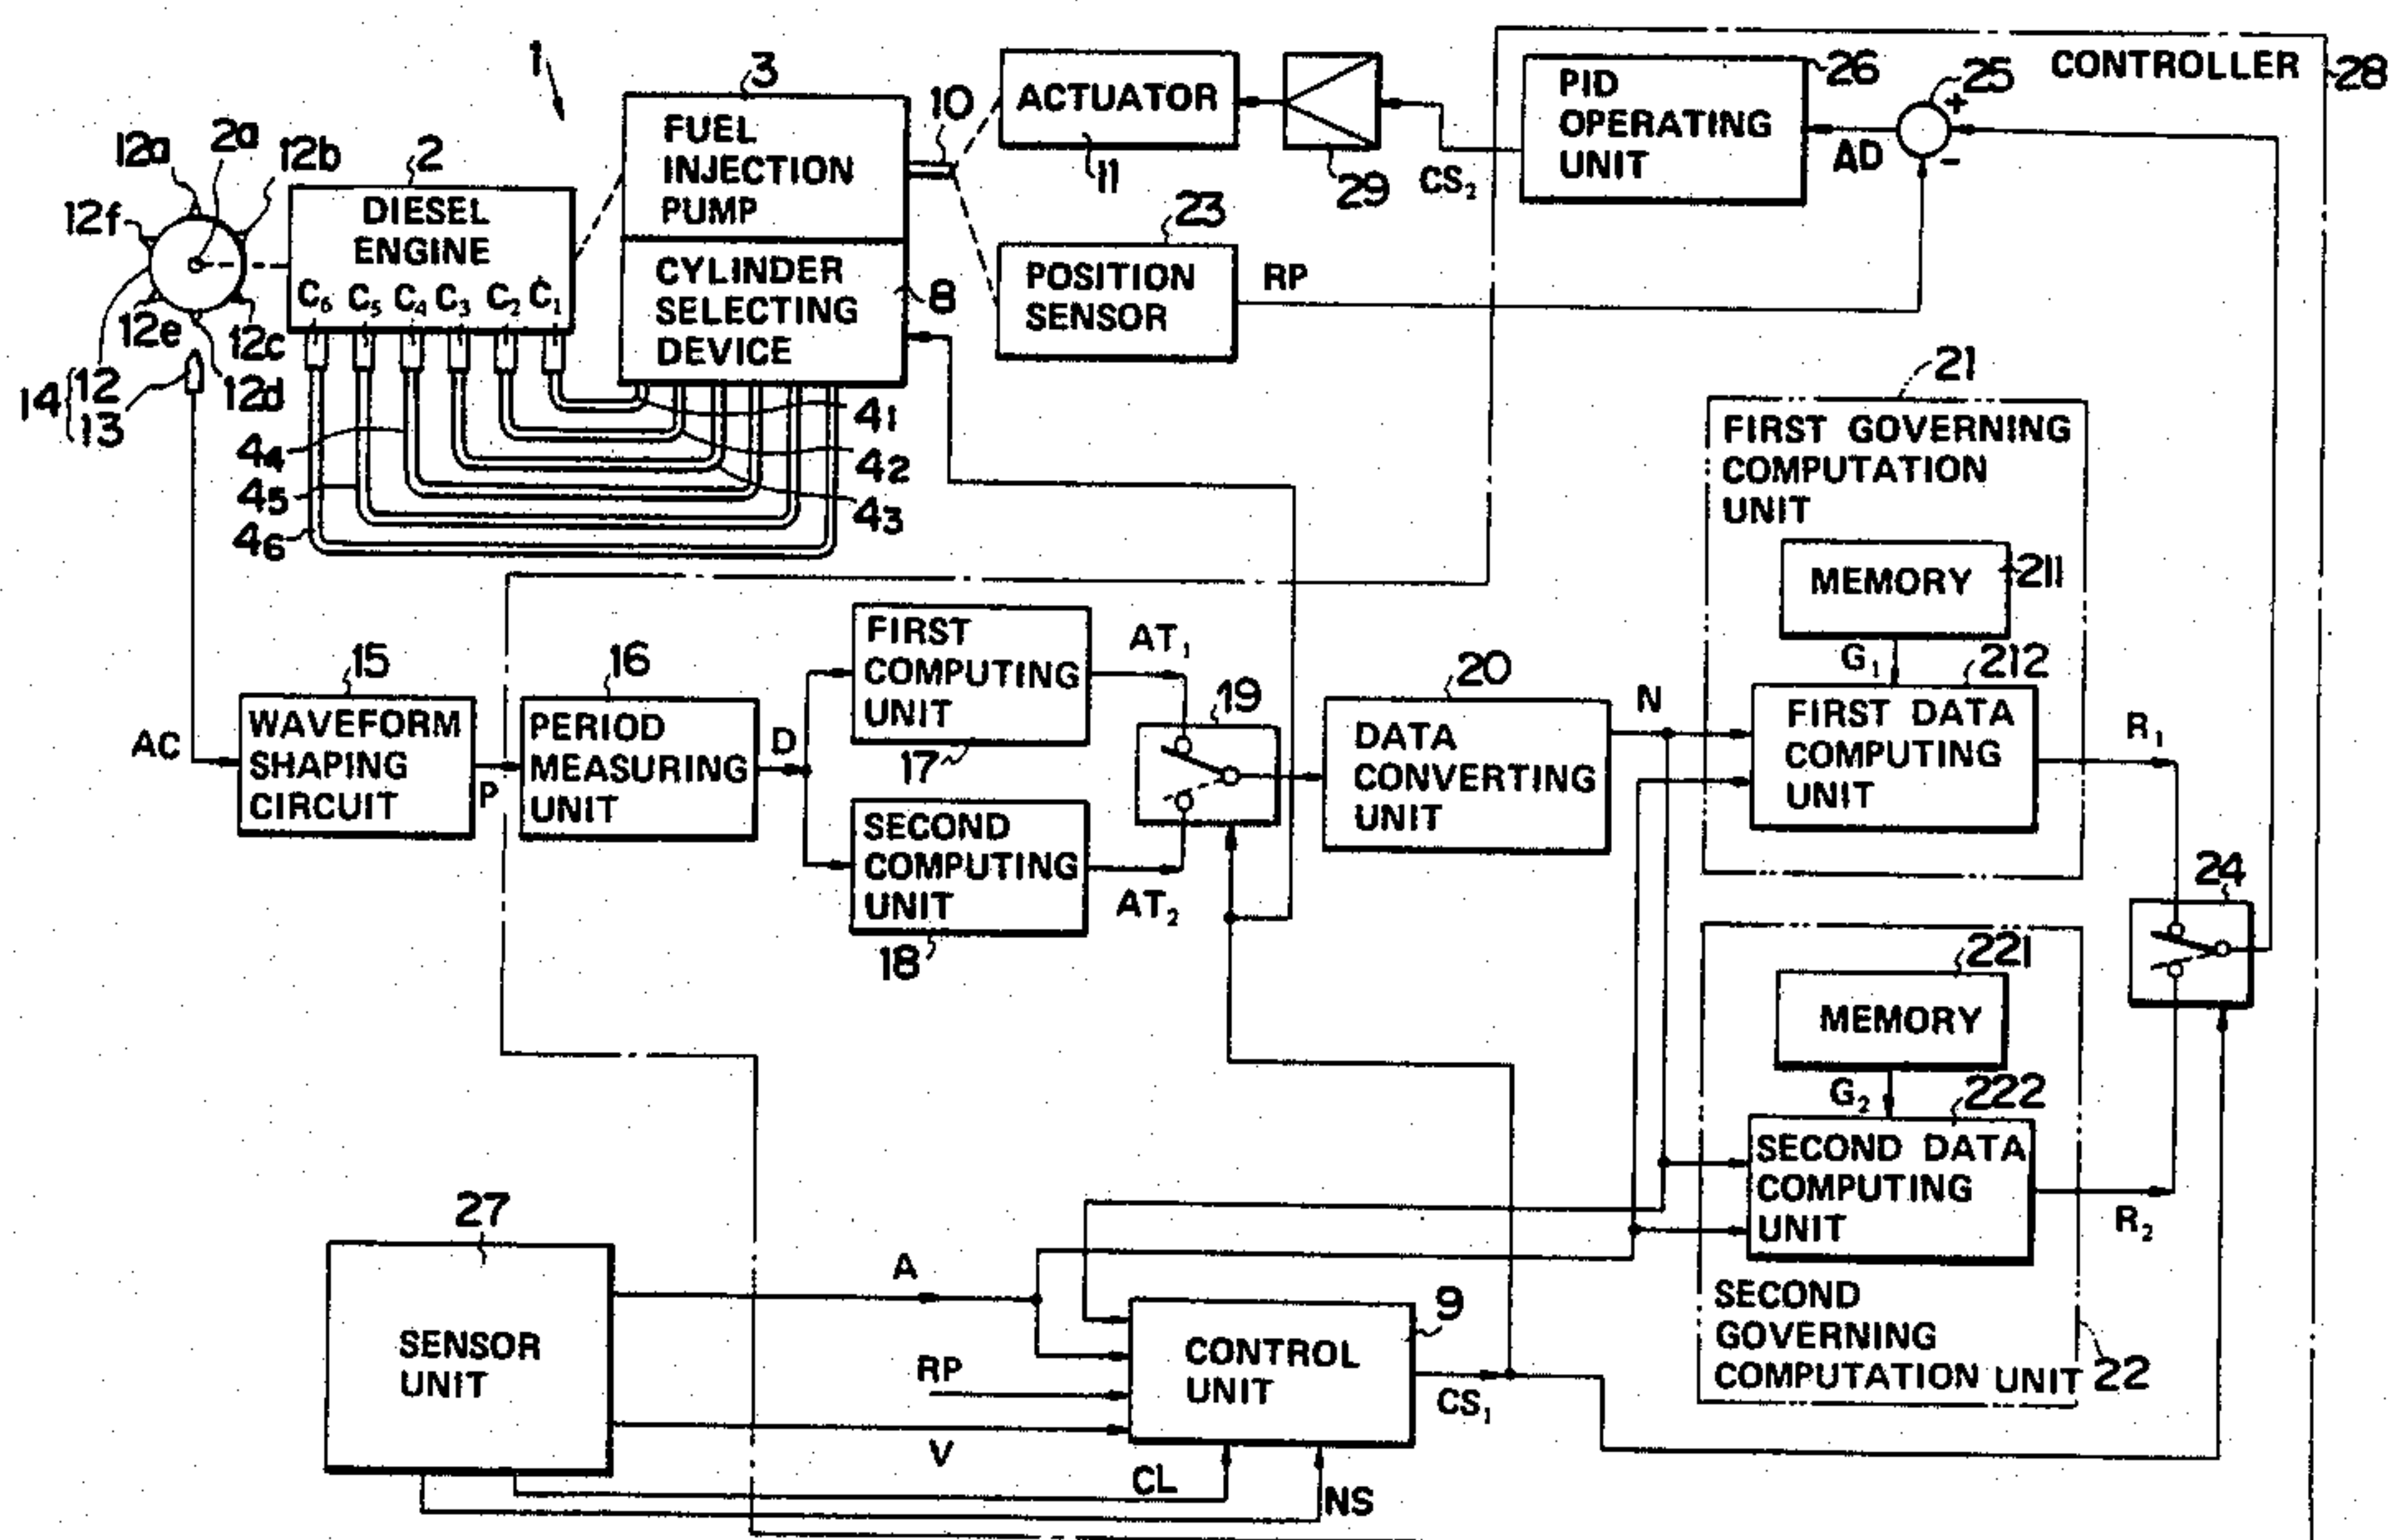 1
3
10
ACTUATOR
11
29
CS₂
26
PID
OPERATING
UNIT
25
+
-
AD
CONTROLLER
28
12a
2a
12b
12f
12e
12d
12c
14
12
13
2
DIESEL
ENGINE
C₆ C₅ C₄ C₃ C₂ C₁
FUEL
INJECTION
PUMP
CYLINDER
SELECTING
DEVICE
8
23
POSITION
SENSOR
RP
4₁
4₂
4₃
4₄
4₅
4₆
21
FIRST GOVERNING
COMPUTATION
UNIT
MEMORY
211
G₁
212
FIRST DATA
COMPUTING
UNIT
R₁
AC
15
WAVEFORM
SHAPING
CIRCUIT
P
16
PERIOD
MEASURING
UNIT
D
FIRST
COMPUTING
UNIT
17
AT₁
SECOND
COMPUTING
UNIT
18
AT₂
19
20
DATA
CONVERTING
UNIT
N
24
221
MEMORY
G₂
222
SECOND DATA
COMPUTING
UNIT
R₂
SECOND
GOVERNING
COMPUTATION UNIT
22
27
SENSOR
UNIT
A
RP
V
CL
NS
9
CONTROL
UNIT
CS₁